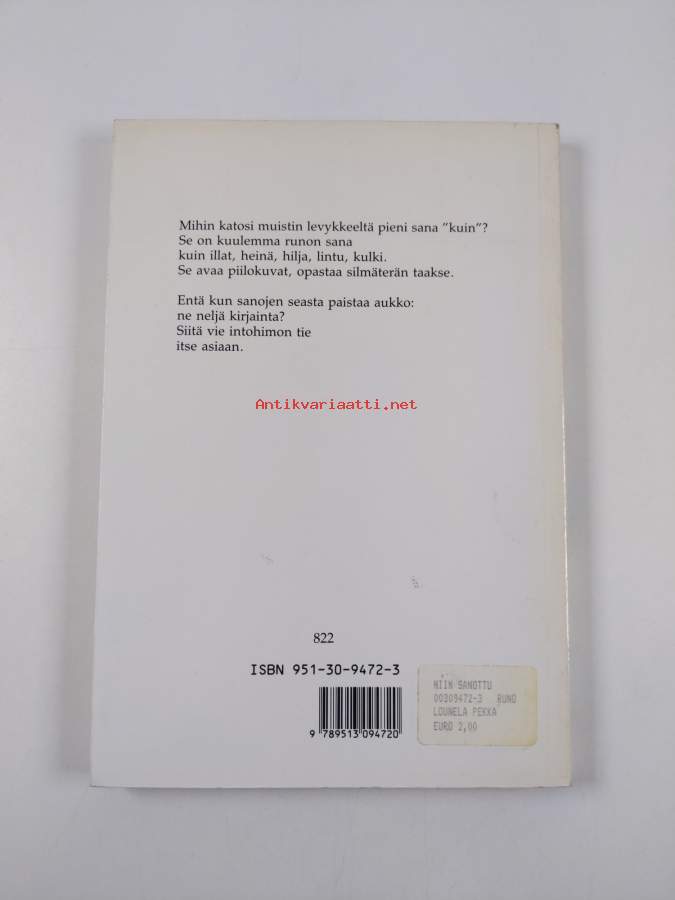 Mihin katosi muistin levykkeeltä pieni sana ”kuin”?
Se on kuulemma runon sana
kuin illat, heinä, hilja, lintu, kulki.
Se avaa piilokuvat, opastaa silmäterän taakse.
Entä kun sanojen seasta paistaa aukko:
ne neljä kirjainta?
Siitä vie intohimon tie
itse asiaan.
Antikvariaatti.net
822
ISBN 951-30-9472-3
9 789513 094720
NIIN SANOTTU
00309472-3 RUNO
LOUNELA PEKKA
EURO 2,00